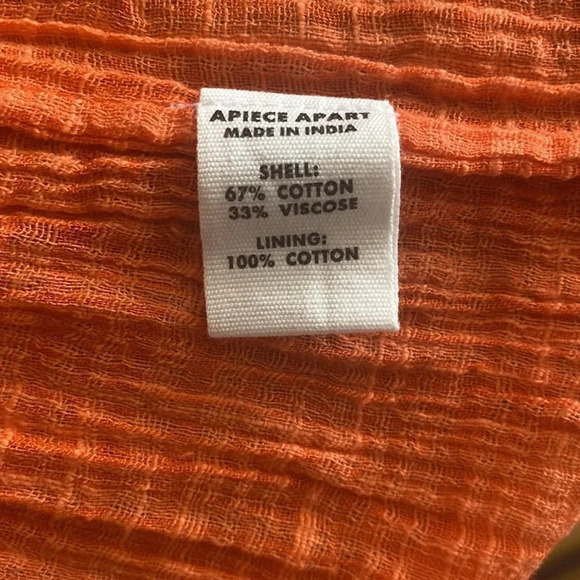 APIECE APART
MADE IN INDIA
SHELL:
67% COTTON
33% VISCOSE
LINING:
100% COTTON